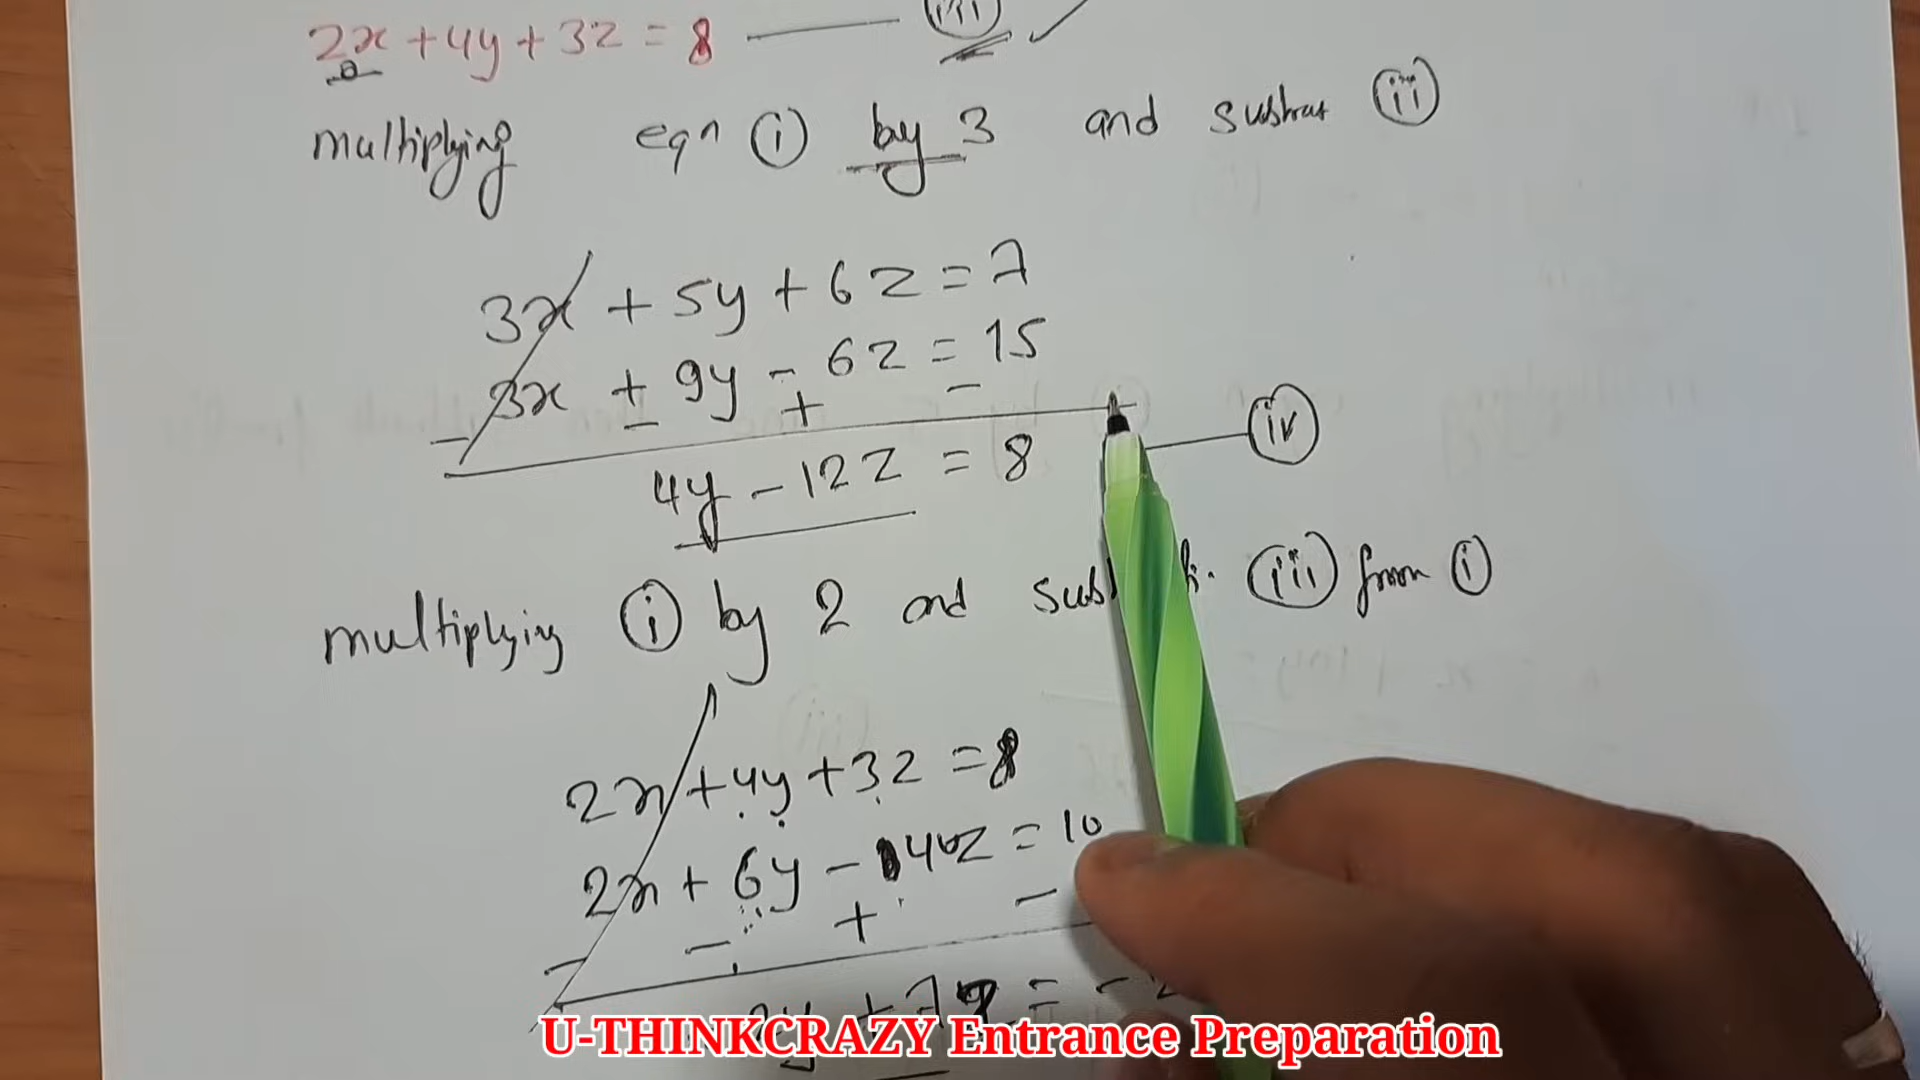 2x + 4y + 3z = 8 — (iii)
multiplying eqn (i) by 3 and subtract (ii)
3x + 5y + 6z = 7
3x + 9y - 6z = 15
- - + -
4y - 12z = 8 — (iv)
multiplying (i) by 2 and (iii) from (i)
2x + 4y + 3z = 8
2x + 6y - 4z = 10
- - + -
U-THINKCRAZY Entrance Preparation